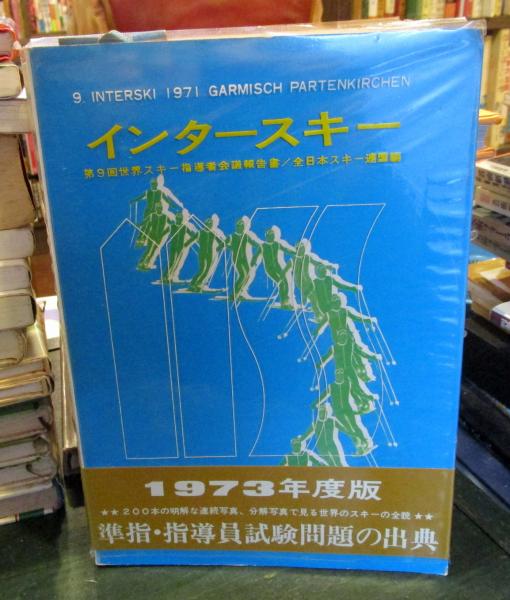 9. INTERSKI 1971 GARMISCH PARTENKIRCHEN
インタースキー
第9回世界スキー指導者会議報告書/全日本スキー連盟編
1973年度版
★★200本の明解な連続写真、分解写真で見る世界のスキーの全貌★★
準指・指導員試験問題の出典